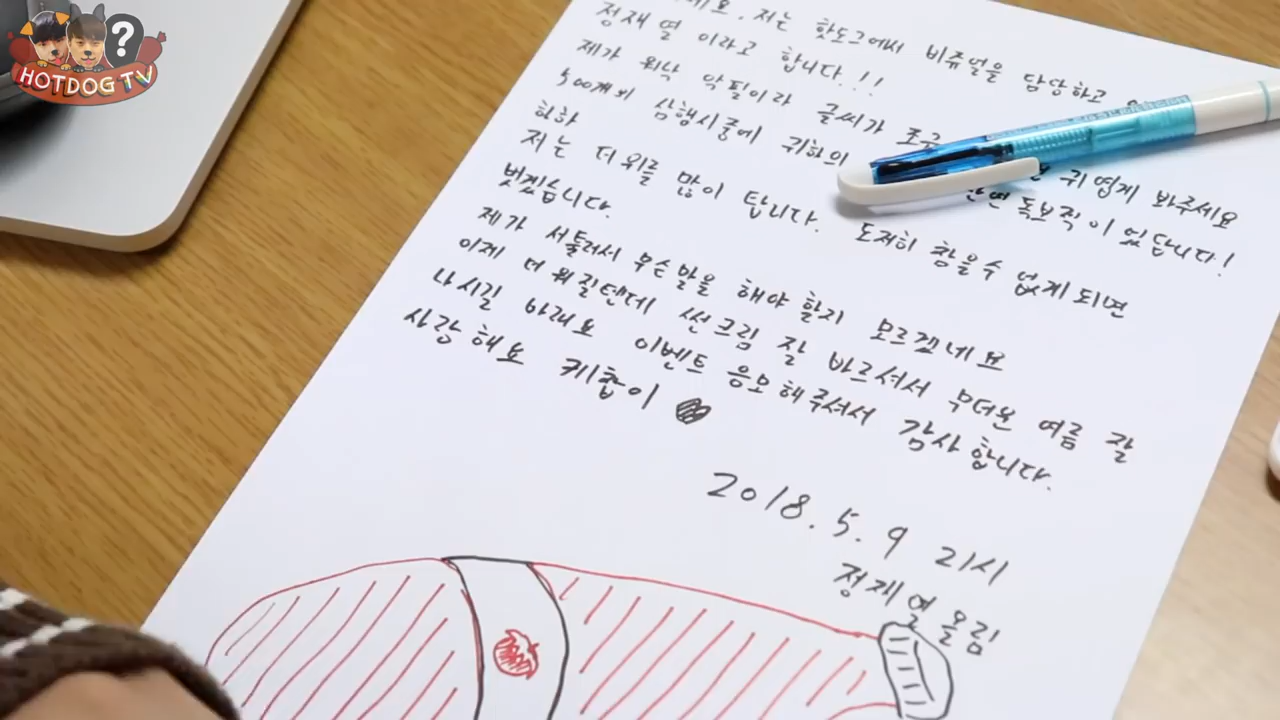 HOTDOG TV
?
저는 핫도그에서 비쥬얼을 담당하고
정재열 이라고 합니다!!
제가 워낙 악필이라 글씨가 조금 귀엽게 봐주세요
500개의 삼행시중에 귀하의 단연 독보적이었답니다!
하하
저는 더위를 많이 탑니다. 도저히 참을수 없게되면
벗겠습니다.
제가 서툴러서 무슨말을 해야 할지 모르겠네요
이제 더워질텐데 썬크림 잘 바르셔서 무더운 여름 잘
나시길 바래요 이벤트 응모해주셔서 감사합니다.
사랑해요 케찹이
2018. 5. 9 21시
정재열 올림